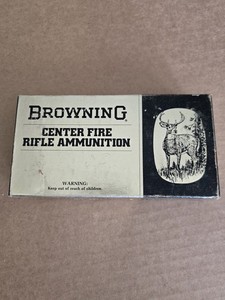 BROWNING
CENTER FIRE
RIFLE AMMUNITION
WARNING:
Keep out of reach of children.